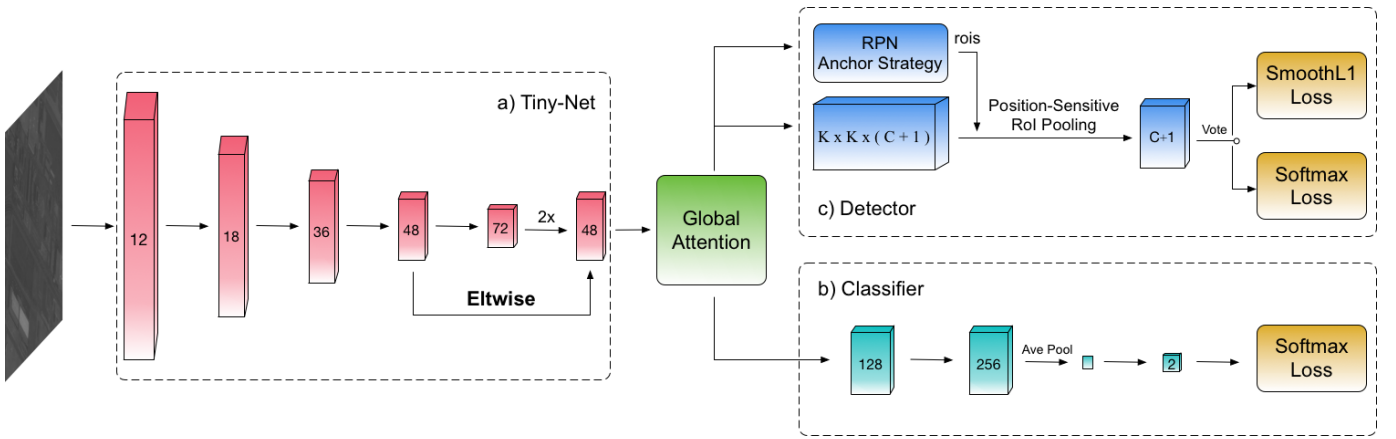 a) Tiny-Net
12
18
36
48
72
2x
48
Eltwise
Global
Attention
RPN
Anchor Strategy
rois
K x K x ( C + 1 )
Position-Sensitive
RoI Pooling
C+1
Vote
SmoothL1
Loss
Softmax
Loss
c) Detector
b) Classifier
128
256
Ave Pool
2
Softmax
Loss